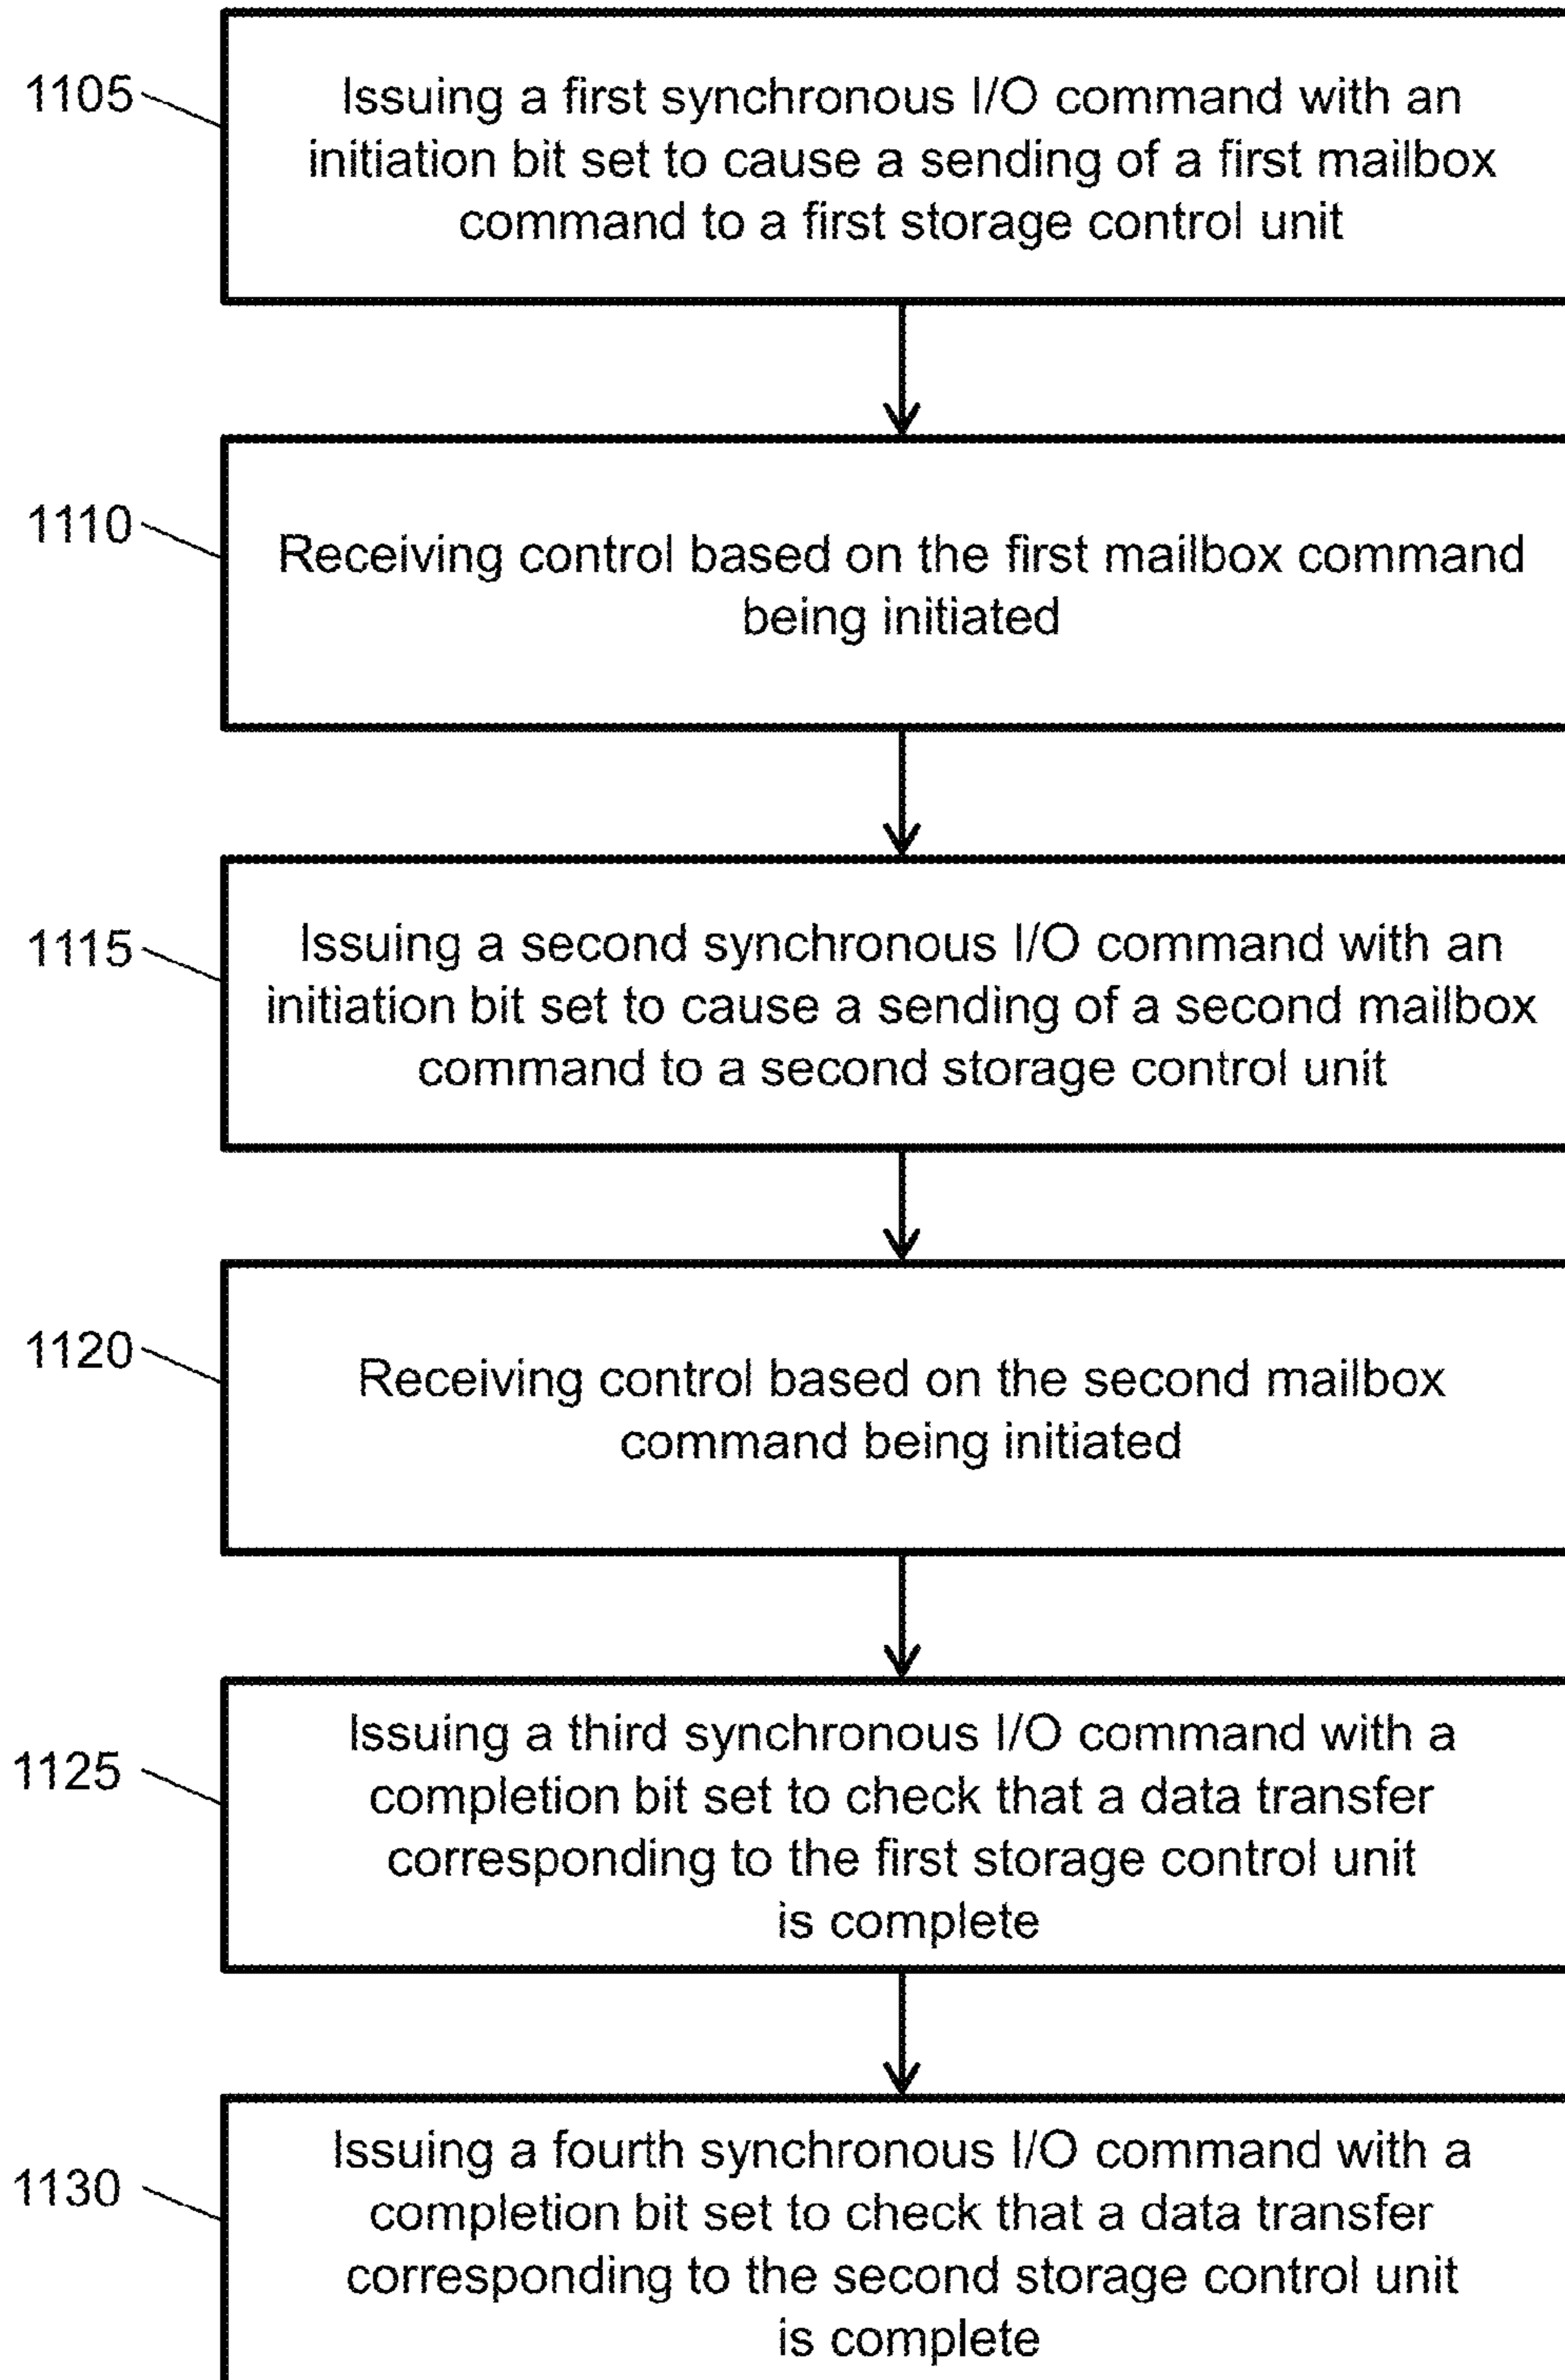 1105
Issuing a first synchronous I/O command with an
initiation bit set to cause a sending of a first mailbox
command to a first storage control unit
1110
Receiving control based on the first mailbox command
being initiated
1115
Issuing a second synchronous I/O command with an
initiation bit set to cause a sending of a second mailbox
command to a second storage control unit
1120
Receiving control based on the second mailbox
command being initiated
1125
Issuing a third synchronous I/O command with a
completion bit set to check that a data transfer
corresponding to the first storage control unit
is complete
1130
Issuing a fourth synchronous I/O command with a
completion bit set to check that a data transfer
corresponding to the second storage control unit
is complete